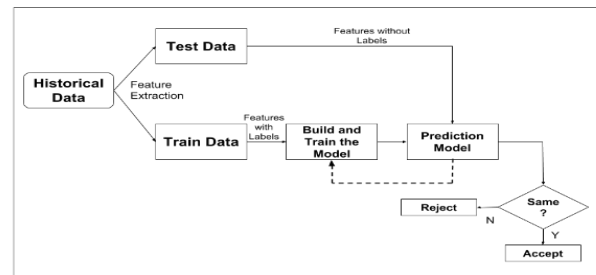 Features without
Labels
Test Data
Historical
Data
Feature
Extraction
Features
with
Labels
Train Data
Build and
Train the
Model
Prediction
Model
Same
?
Reject
N
Y
Accept